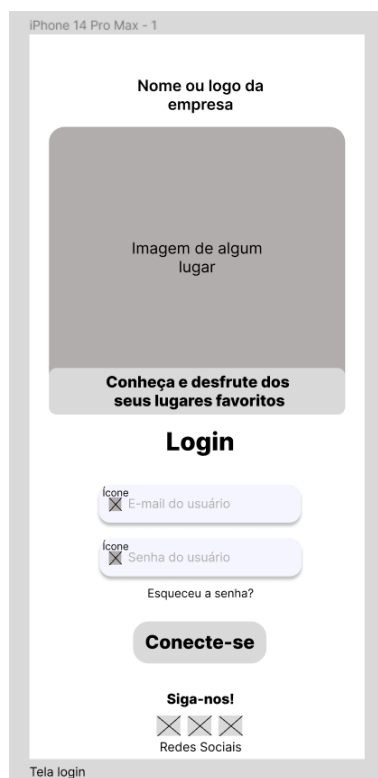 iPhone 14 Pro Max - 1
Nome ou logo da
empresa
Imagem de algum
lugar
Conheça e desfrute dos
seus lugares favoritos
Login
Ícone
E-mail do usuário
Ícone
Senha do usuário
Esqueceu a senha?
Conecte-se
Siga-nos!
Redes Sociais
Tela login